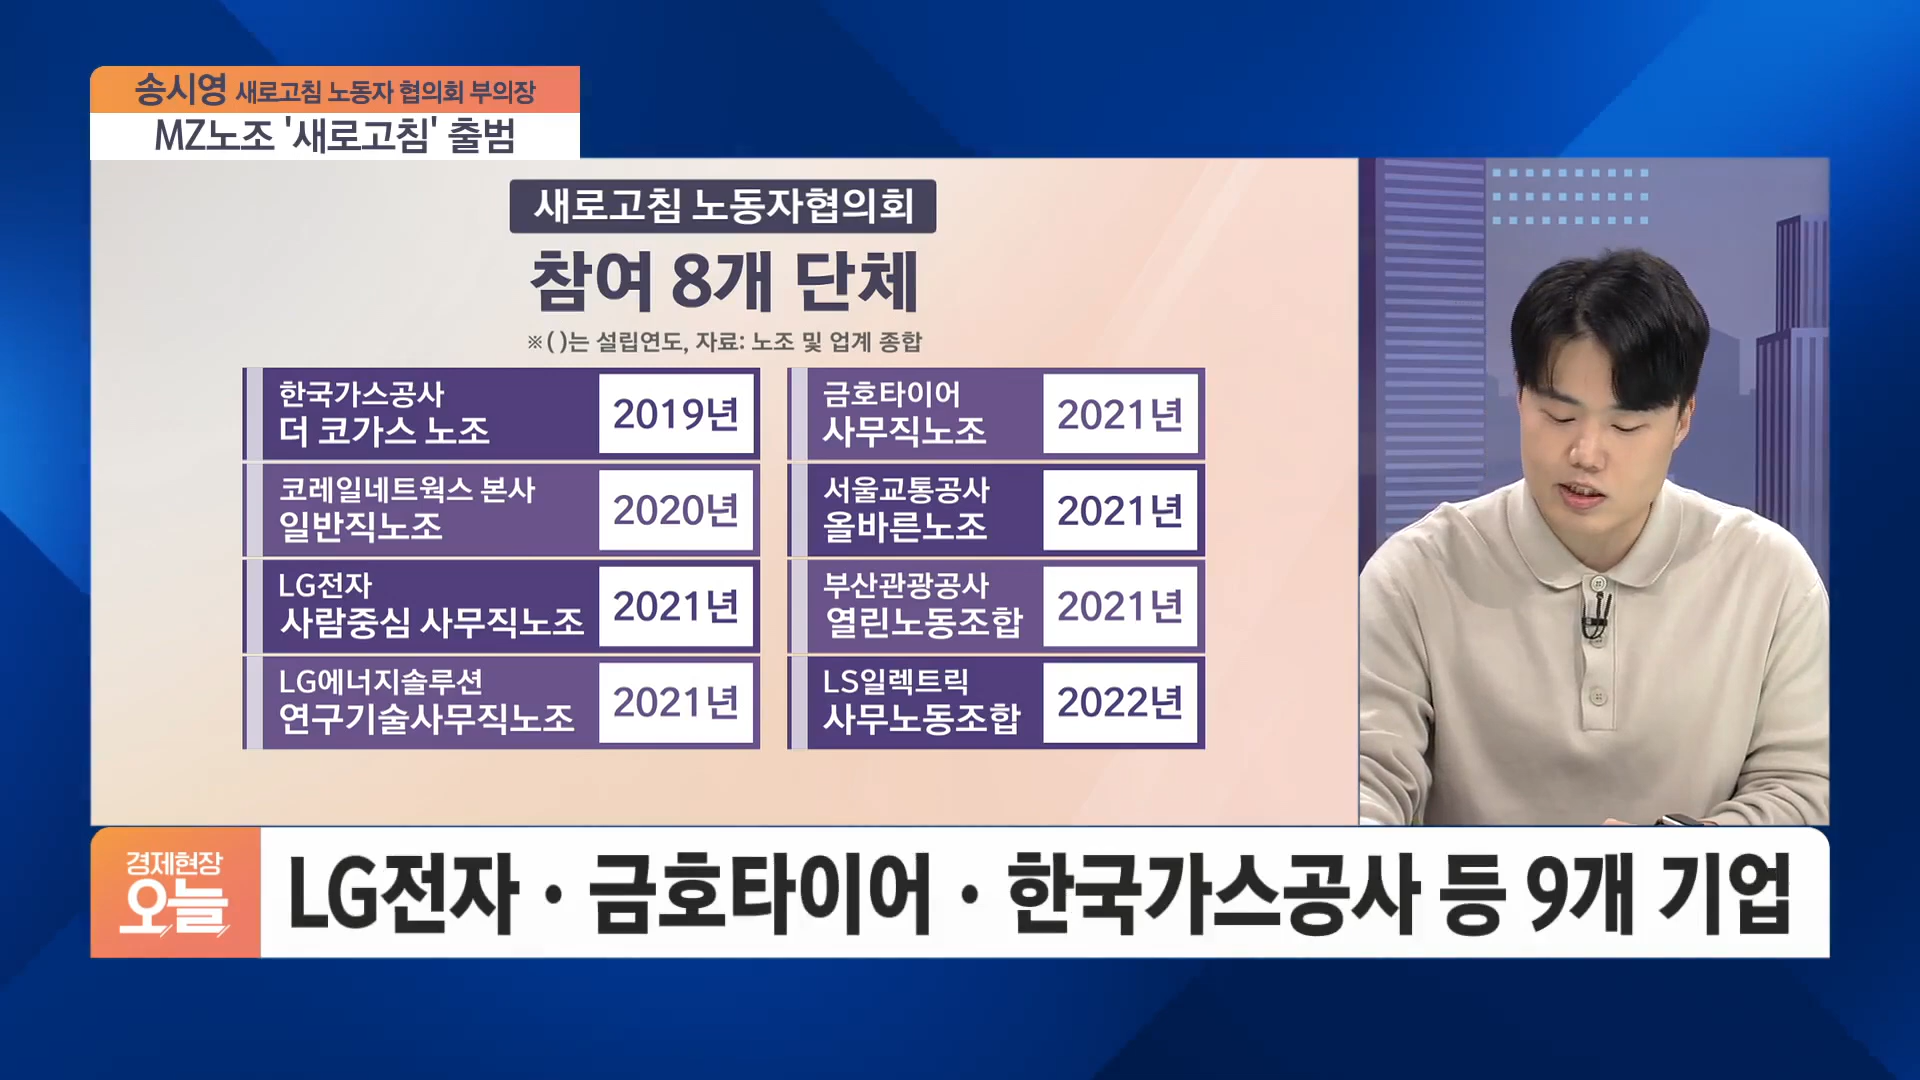 송시영 새로고침 노동자 협의회 부의장
MZ노조 '새로고침' 출범
새로고침 노동자협의회
참여 8개 단체
※( )는 설립연도, 자료: 노조 및 업계 종합
한국가스공사
더 코가스 노조
2019년
코레일네트웍스 본사
일반직노조
2020년
LG전자
사람중심 사무직노조
2021년
LG에너지솔루션
연구기술사무직노조
2021년
금호타이어
사무직노조
2021년
서울교통공사
올바른노조
2021년
부산관광공사
열린노동조합
2021년
LS일렉트릭
사무노동조합
2022년
경제현장
오늘
LG전자 · 금호타이어 · 한국가스공사 등 9개 기업